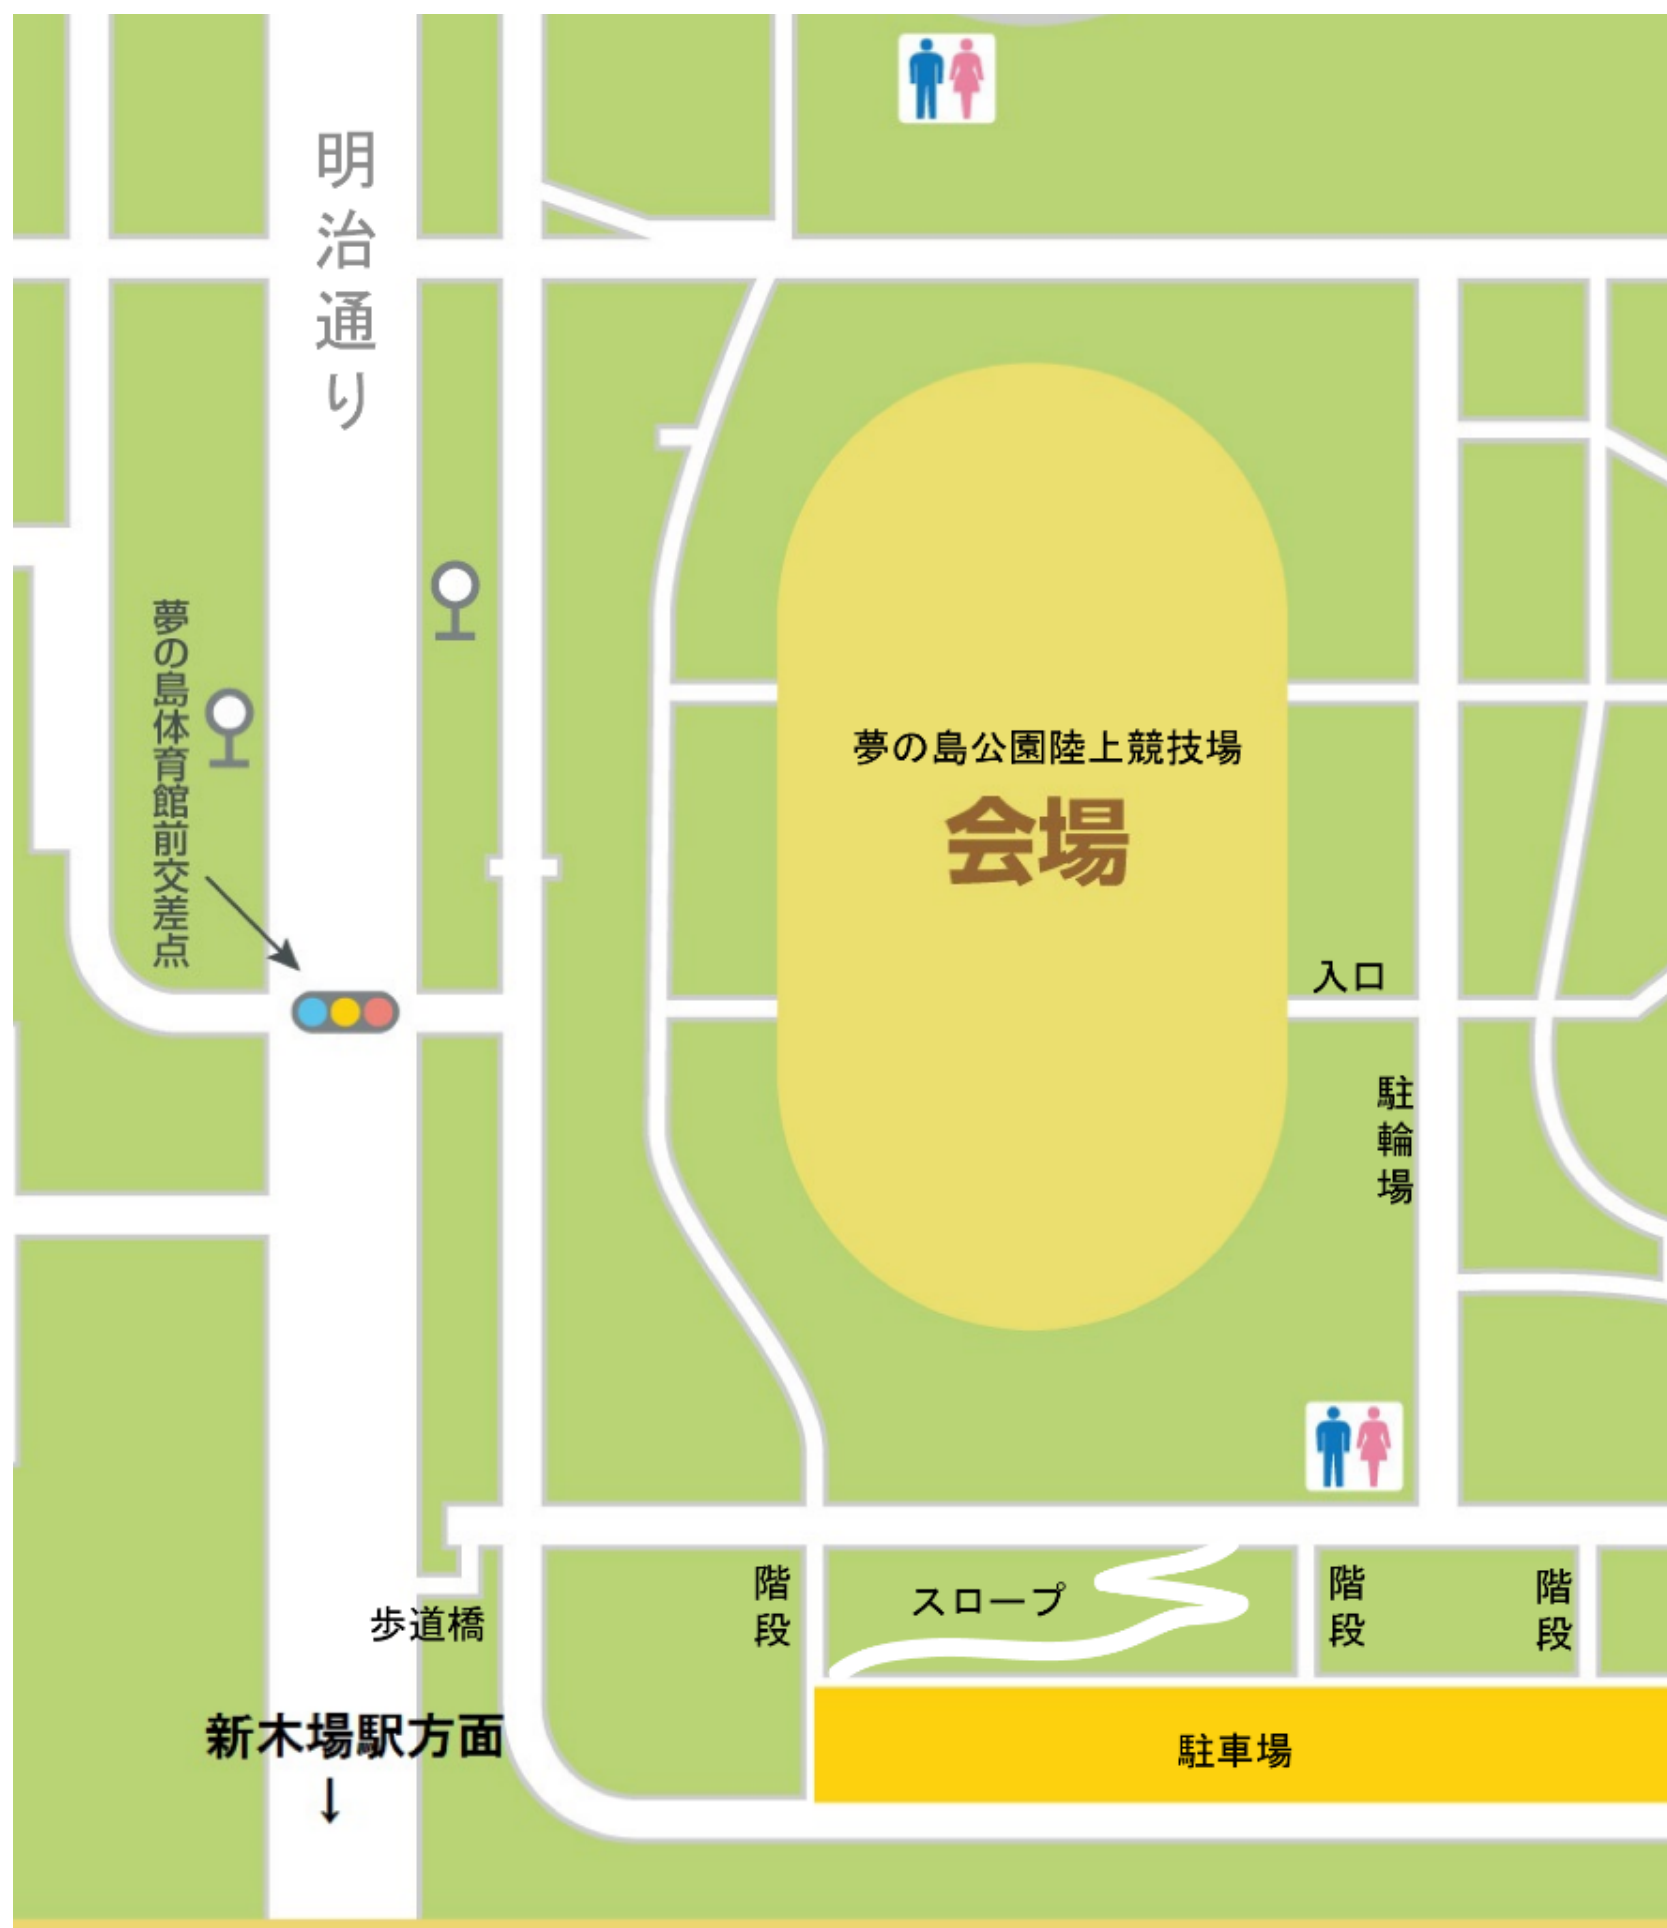 明治通り
夢の島体育館前交差点
夢の島公園陸上競技場
会場
入口
駐輪場
階段
スロープ
階段
階段
歩道橋
新木場駅方面
↓
駐車場